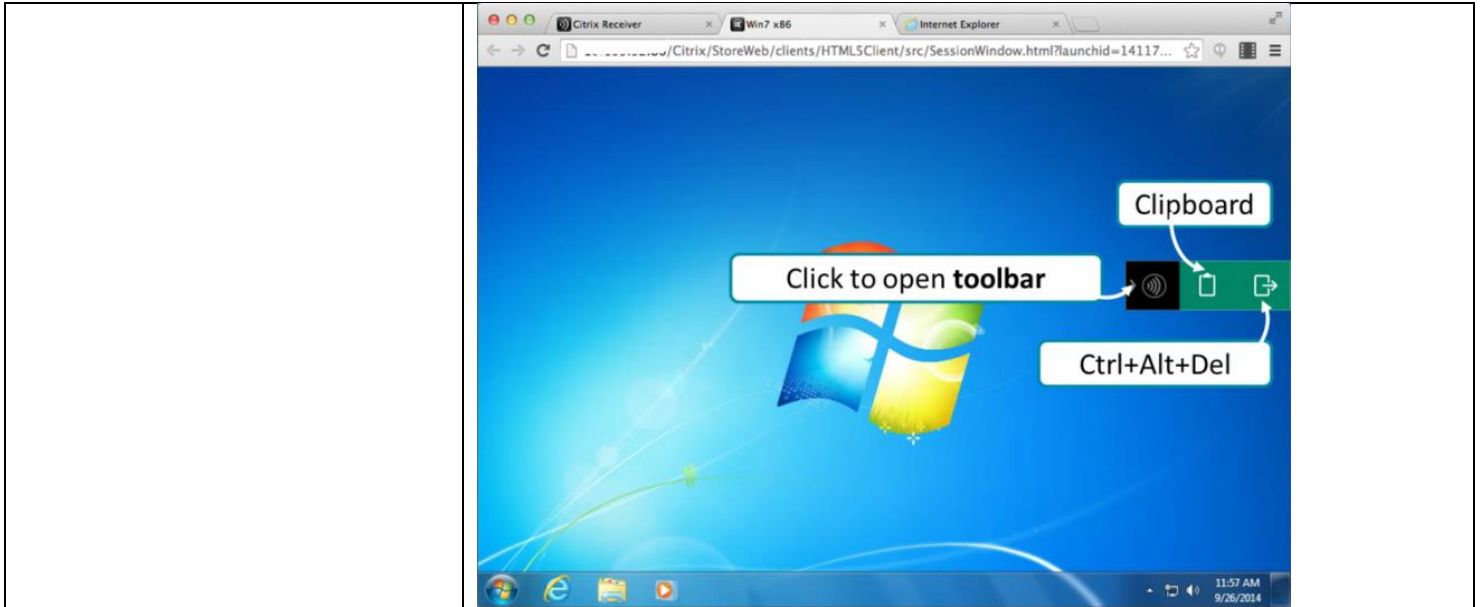 Citrix Receiver
Win7 x86
Internet Explorer
/Citrix/StoreWeb/clients/HTML5Client/src/SessionWindow.html?launchid=14117...
Clipboard
Click to open toolbar
Ctrl+Alt+Del
11:57 AM
9/26/2014